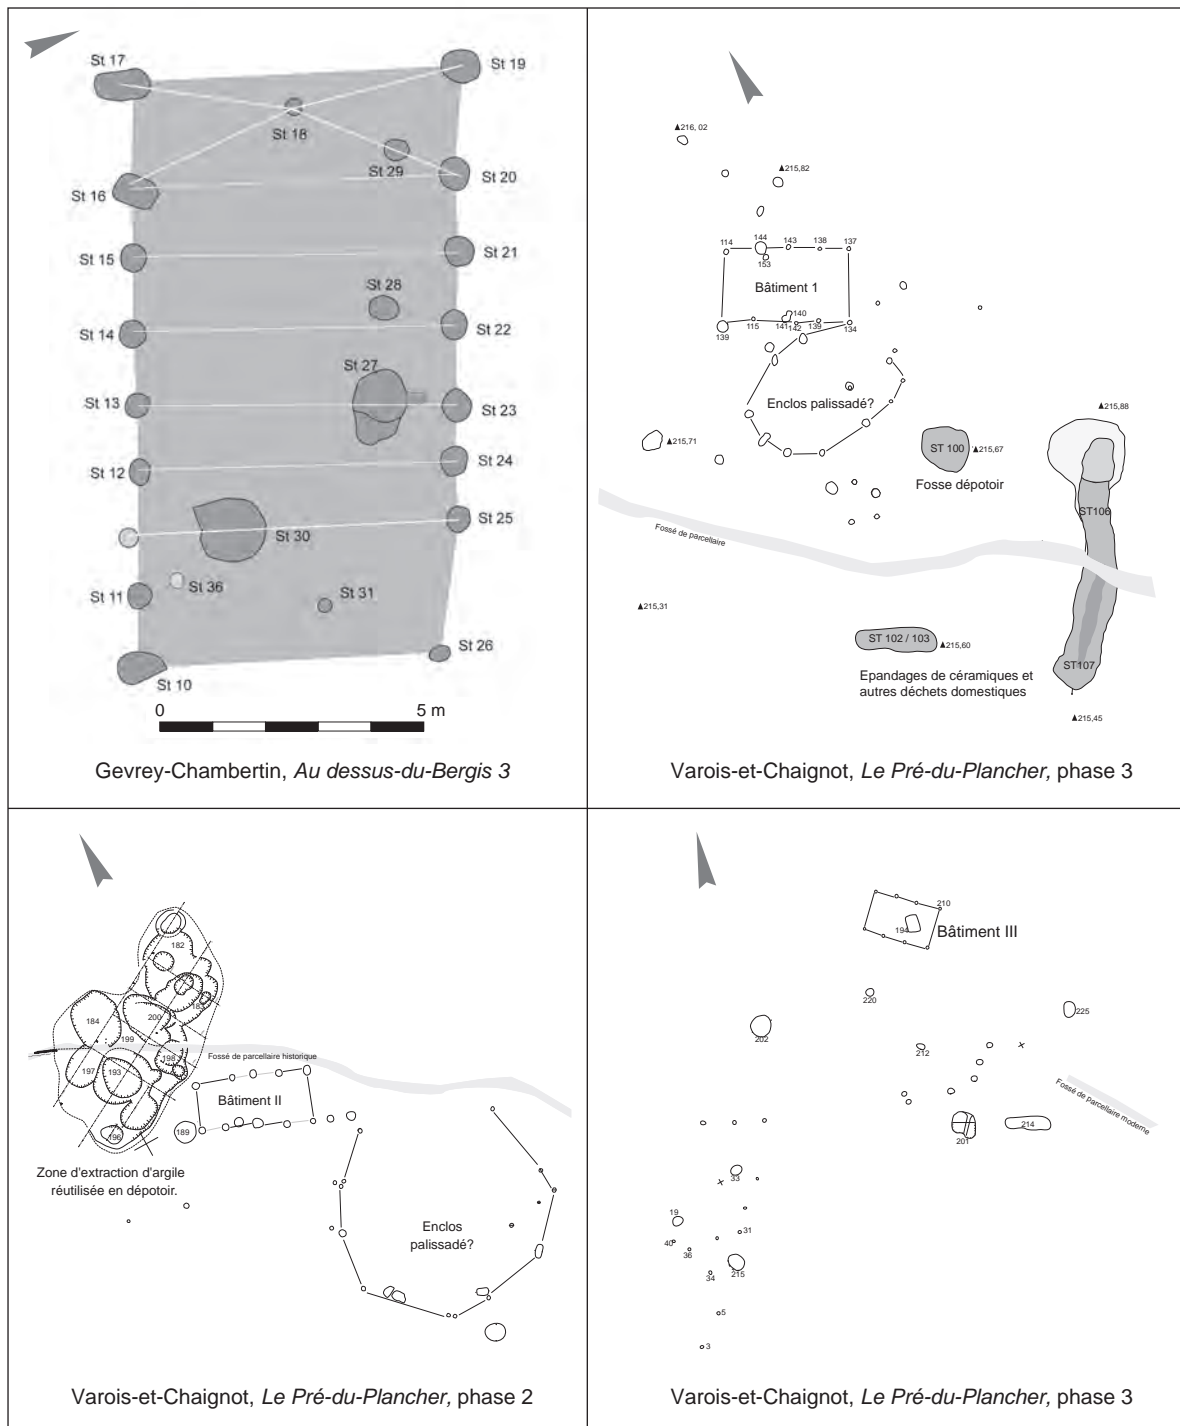 St 17
St 19
St 18
St 29
St 16
St 20
St 15
St 21
St 28
St 14
St 22
St 27
St 13
St 23
St 12
St 24
St 25
St 30
St 36
St 11
St 31
St 26
St 10
0 5 m
Gevrey-Chambertin, Au dessus-du-Bergis 3
▲216, 02
▲215,82
114 144 143 138 137
153
Bâtiment 1
140
139 115 141 142 139 134
Enclos palissadé?
▲215,88
▲215,71
ST 100 ▲215,67
Fosse dépotoir
ST106
Fossé de parcellaire
▲215,31
ST 102 / 103 ▲215,60
ST107
Epandages de céramiques et
autres déchets domestiques
▲215,45
Varois-et-Chaignot, Le Pré-du-Plancher, phase 3
182
183
184
200
199
198
197 193
Fossé de parcellaire historique
Bâtiment II
196
189
Zone d'extraction d'argile
réutilisée en dépotoir.
Enclos
palissadé?
Varois-et-Chaignot, Le Pré-du-Plancher, phase 2
210
194
Bâtiment III
220
225
202
212
Fossé de parcellaire moderne
201
214
33
19
31
40
36
215
34
5
3
Varois-et-Chaignot, Le Pré-du-Plancher, phase 3